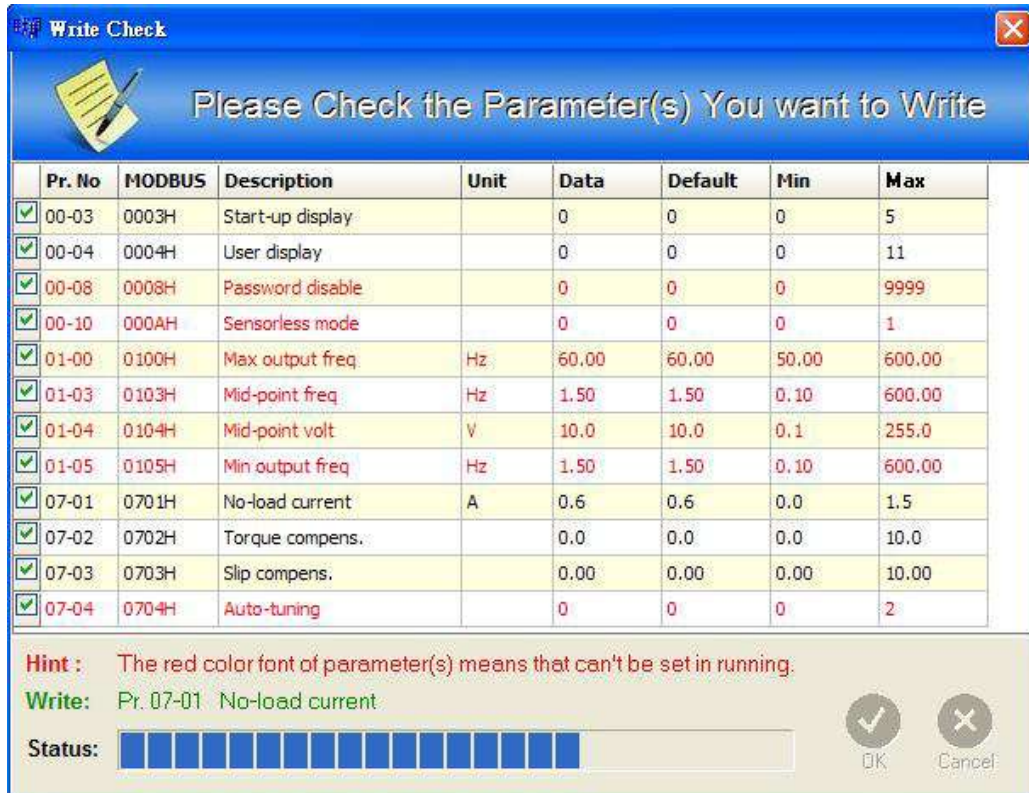 Write Check
Please Check the Parameter(s) You want to Write
Pr. No MODBUS Description Unit Data Default Min Max
00-03 0003H Start-up display 0 0 0 5
00-04 0004H User display 0 0 0 11
00-08 0008H Password disable 0 0 0 9999
00-10 000AH Sensorless mode 0 0 0 1
01-00 0100H Max output freq Hz 60.00 60.00 50.00 600.00
01-03 0103H Mid-point freq Hz 1.50 1.50 0.10 600.00
01-04 0104H Mid-point volt V 10.0 10.0 0.1 255.0
01-05 0105H Min output freq Hz 1.50 1.50 0.10 600.00
07-01 0701H No-load current A 0.6 0.6 0.0 1.5
07-02 0702H Torque compens. 0.0 0.0 0.0 10.0
07-03 0703H Slip compens. 0.00 0.00 0.00 10.00
07-04 0704H Auto-tuning 0 0 0 2
Hint : The red color font of parameter(s) means that can't be set in running.
Write: Pr. 07-01 No-load current
Status:
OK Cancel